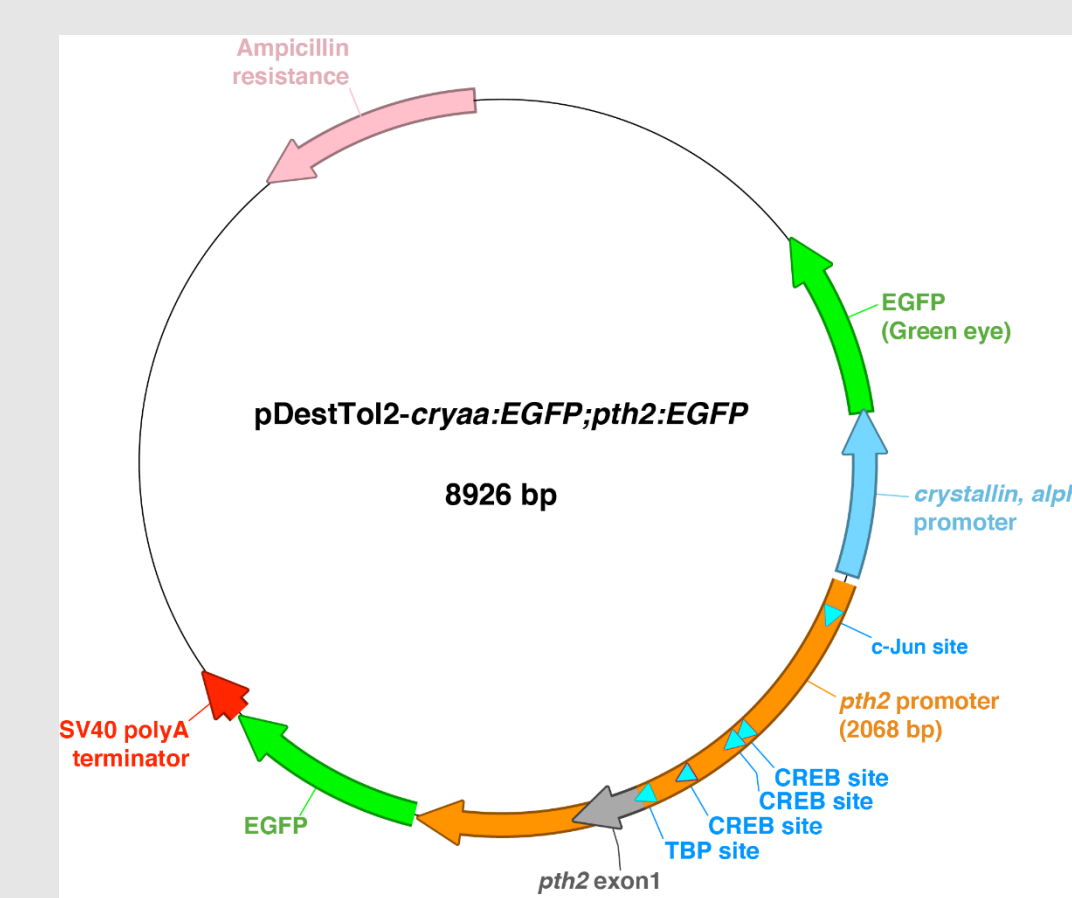 Ampicillin
resistance
EGFP
(Green eye)
pDestTol2-cryaa:EGFP;pth2:EGFP
8926 bp
crystallin, alph
promoter
c-Jun site
pth2 promoter
(2068 bp)
SV40 polyA
terminator
CREB site
CREB site
CREB site
EGFP
TBP site
pth2 exon1